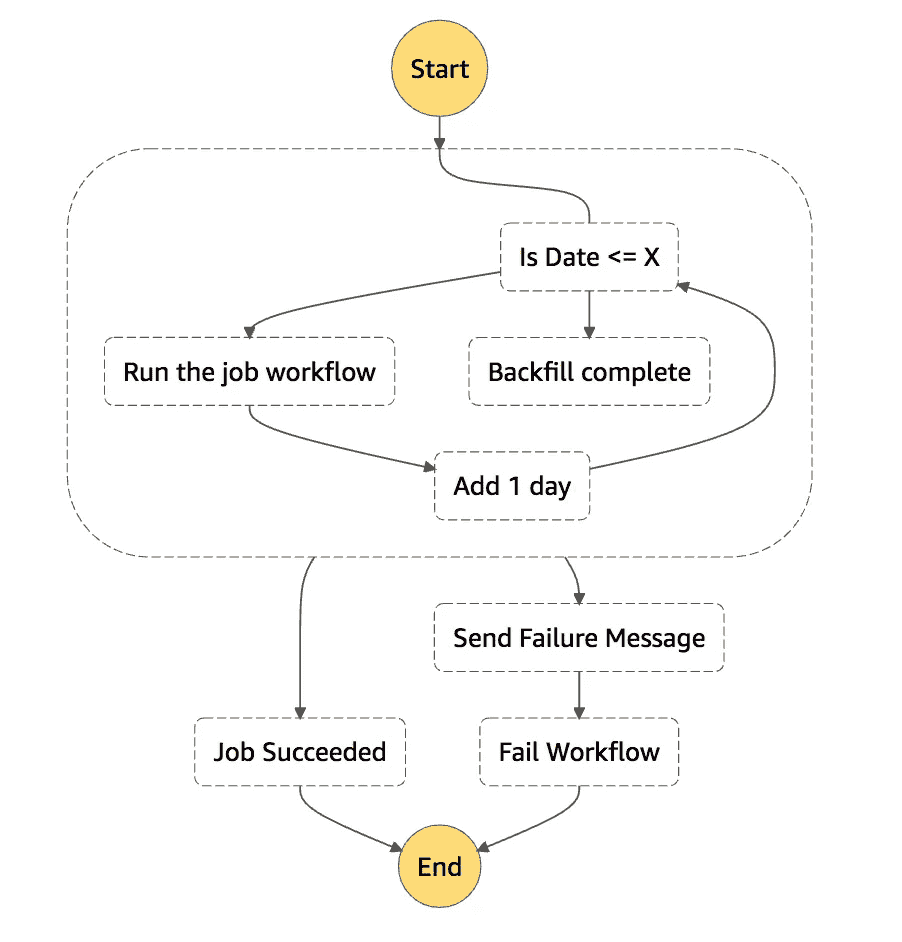 Start
Is Date <= X
Run the job workflow
Backfill complete
Add 1 day
Send Failure Message
Job Succeeded
Fail Workflow
End